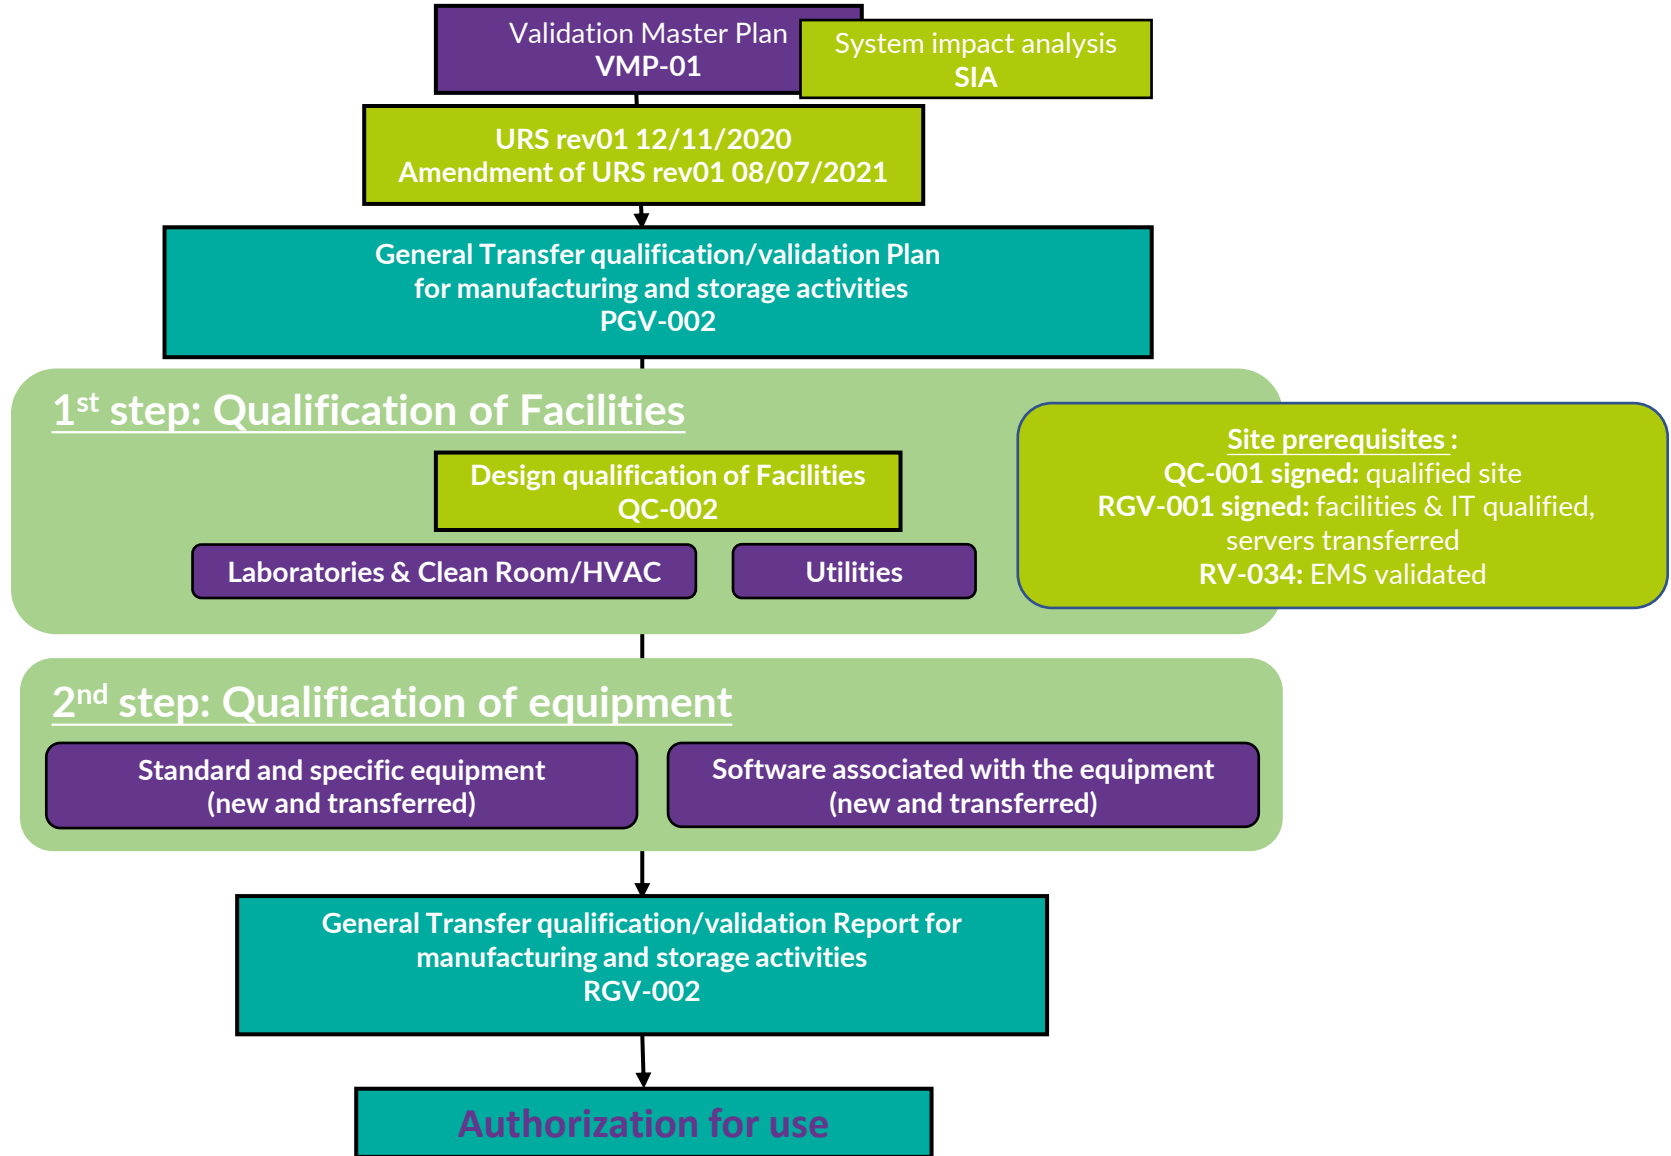 Validation Master Plan
VMP-01
System impact analysis
SIA
URS rev01 12/11/2020
Amendment of URS rev01 08/07/2021
General Transfer qualification/validation Plan
for manufacturing and storage activities
PGV-002
1st step: Qualification of Facilities
Design qualification of Facilities
QC-002
Laboratories & Clean Room/HVAC
Utilities
Site prerequisites :
QC-001 signed: qualified site
RGV-001 signed: facilities & IT qualified,
servers transferred
RV-034: EMS validated
2nd step: Qualification of equipment
Standard and specific equipment
(new and transferred)
Software associated with the equipment
(new and transferred)
General Transfer qualification/validation Report for
manufacturing and storage activities
RGV-002
Authorization for use